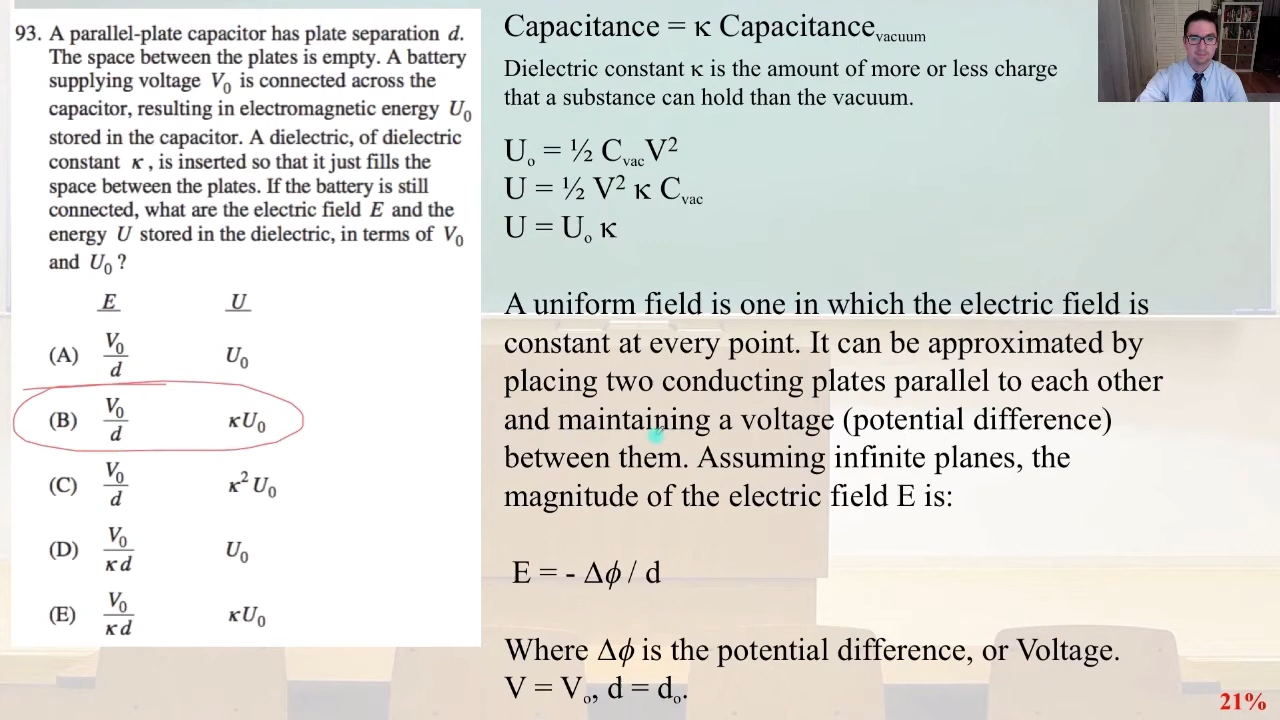 93. A parallel-plate capacitor has plate separation d.
The space between the plates is empty. A battery
supplying voltage V₀ is connected across the
capacitor, resulting in electromagnetic energy U₀
stored in the capacitor. A dielectric, of dielectric
constant κ, is inserted so that it just fills the
space between the plates. If the battery is still
connected, what are the electric field E and the
energy U stored in the dielectric, in terms of V₀
and U₀ ?
E U
(A) V₀/d U₀
(B) V₀/d κU₀
(C) V₀/d κ² U₀
(D) V₀/κd U₀
(E) V₀/κd κU₀
Capacitance = κ Capacitance vacuum
Dielectric constant κ is the amount of more or less charge
that a substance can hold than the vacuum.
Uₒ = ½ CvacV²
U = ½ V² κ Cvac
U = Uₒ κ
A uniform field is one in which the electric field is
constant at every point. It can be approximated by
placing two conducting plates parallel to each other
and maintaining a voltage (potential difference)
between them. Assuming infinite planes, the
magnitude of the electric field E is:
E = - Δϕ / d
Where Δϕ is the potential difference, or Voltage.
V = Vₒ, d = dₒ.
21%